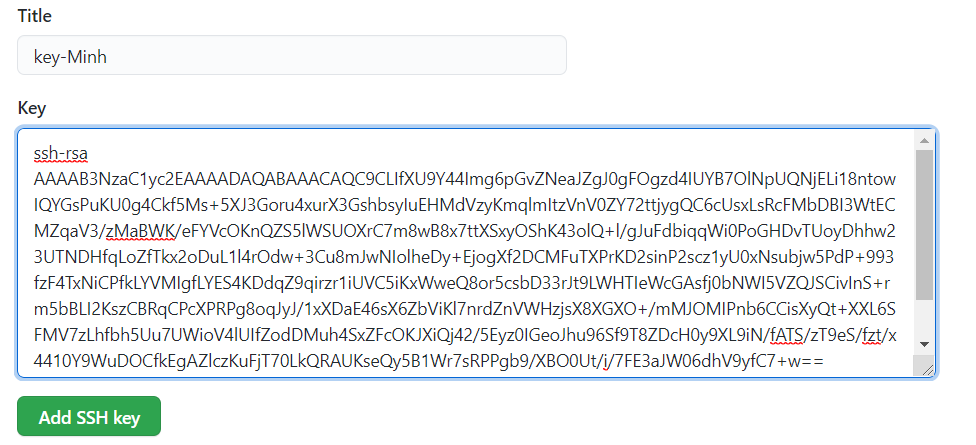 Title
key-Minh
Key
ssh-rsa
AAAAB3NzaC1yc2EAAAADAQABAAACAQC9CLIfXU9Y44Img6pGvZNeaJZgJ0gFOgzd4IUYB7OlNpUQNjELi18ntow
IQYGsPuKU0g4Ckf5Ms+5XJ3Goru4xurX3GshbsyluEHMdVzyKmqlmItzVnV0ZY72ttjygQC6cUsxLsRcFMbDBI3WtEC
MZqaV3/zMaBWK/eFYVcOKnQZS5lWSUOXrC7m8wB8x7ttXSxyOShK43olQ+l/gJuFdbiqqWi0PoGHDvTUoyDhhw2
3UTNDHfqLoZfTkx2oDuL1l4rOdw+3Cu8mJwNIolheDy+EjogXf2DCMFuTXPrKD2sinP2scz1yU0xNsubjw5PdP+993
fzF4TxNiCPfkLYVMIgfLYES4KDdqZ9qirzr1iUVC5iKxWweQ8or5csbD33rJt9LWHTIeWcGAsfj0bNWI5VZQJSCivInS+r
m5bBLI2KszCBRqCPcXPRPg8oqJyJ/1xXDaE46sX6ZbViKl7nrdZnVWHzjsX8XGXO+/mMJOMIPnb6CCisXyQt+XXL6S
FMV7zLhfbh5Uu7UWioV4lUIfZodDMuh4SxZFcOKJXiQj42/5Eyz0IGeoJhu96Sf9T8ZDcH0y9XL9iN/fATS/zT9eS/fzt/x
4410Y9WuDOCfkEgAZlczKuFjT70LkQRAUKseQy5B1Wr7sRPPgb9/XBO0Ut/j/7FE3aJW06dhV9yfC7+w==
Add SSH key